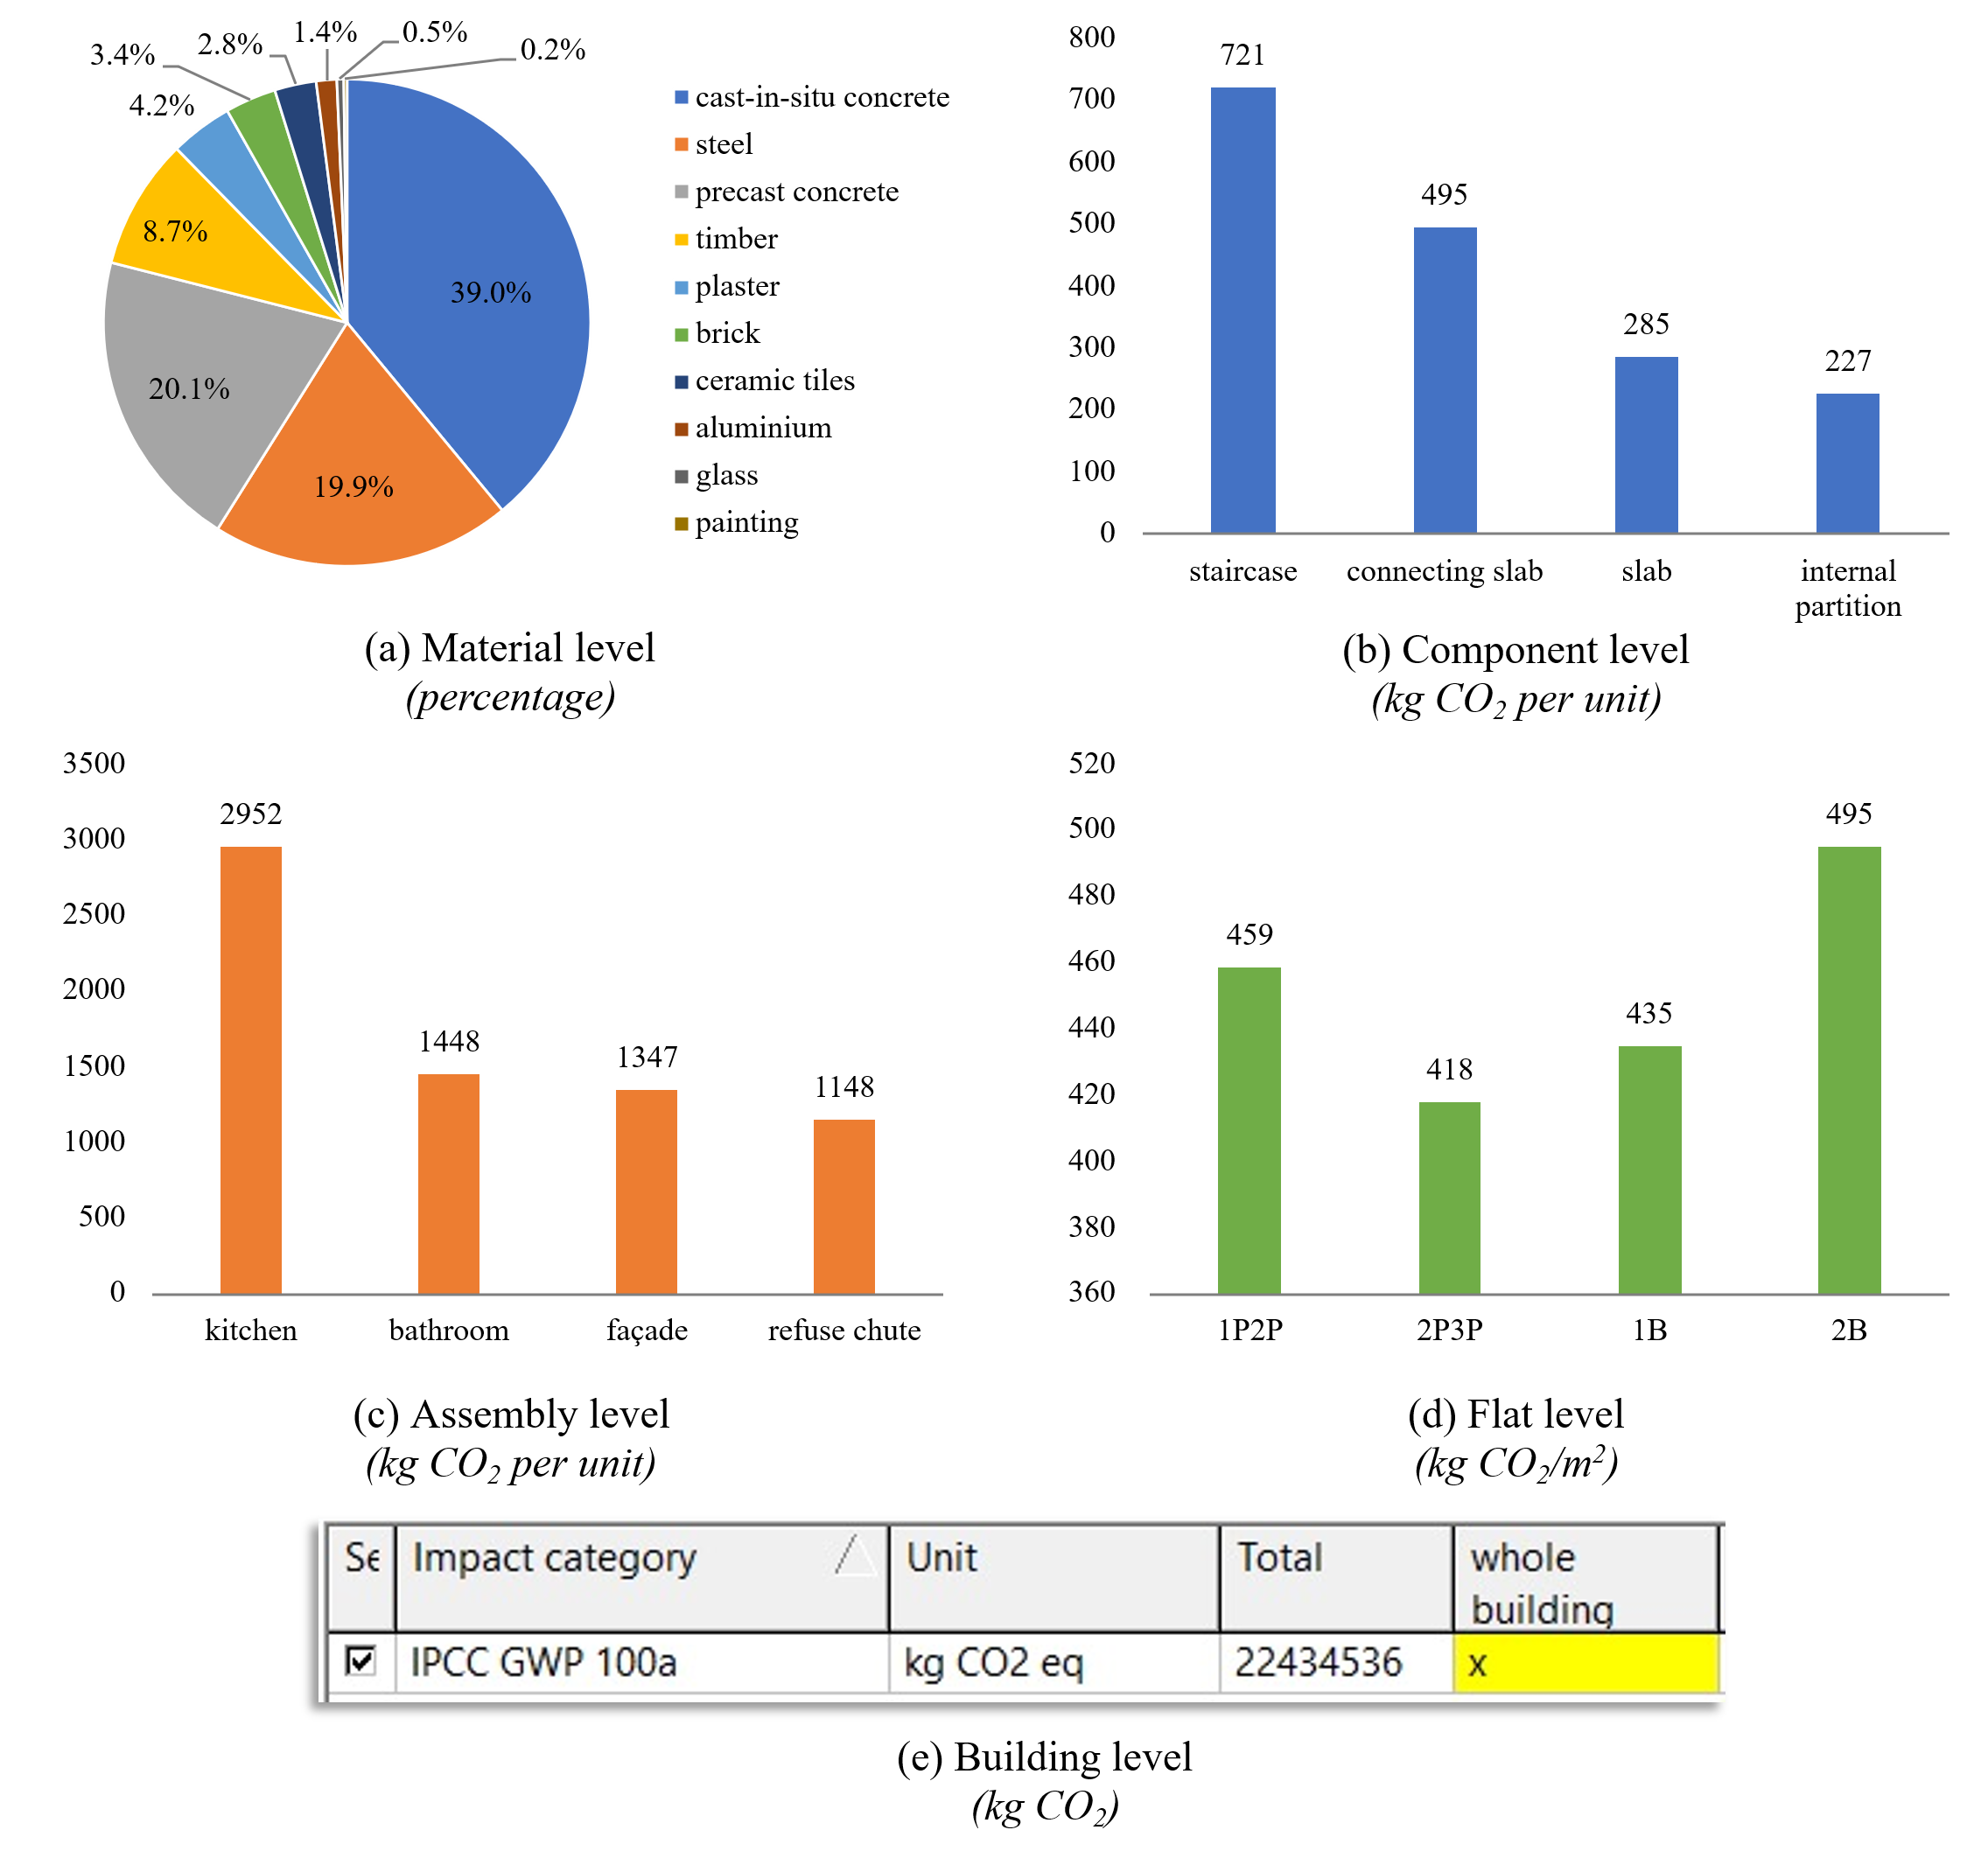 1.4%
0.5%
3.4%
2.8%
0.2%
4.2%
8.7%
39.0%
20.1%
19.9%
cast-in-situ concrete
steel
precast concrete
timber
plaster
brick
ceramic tiles
aluminium
glass
painting
(a) Material level
(percentage)
800
700
600
500
400
300
200
100
0
721
495
285
227
staircase
connecting slab
slab
internal
partition
(b) Component level
(kg CO₂ per unit)
3500
3000
2500
2000
1500
1000
500
0
2952
1448
1347
1148
kitchen
bathroom
façade
refuse chute
(c) Assembly level
(kg CO₂ per unit)
520
500
480
460
440
420
400
380
360
459
418
435
495
1P2P
2P3P
1B
2B
(d) Flat level
(kg CO₂/m²)
Se Impact category Unit Total whole
building
IPCC GWP 100a kg CO2 eq 22434536 x
(e) Building level
(kg CO₂)